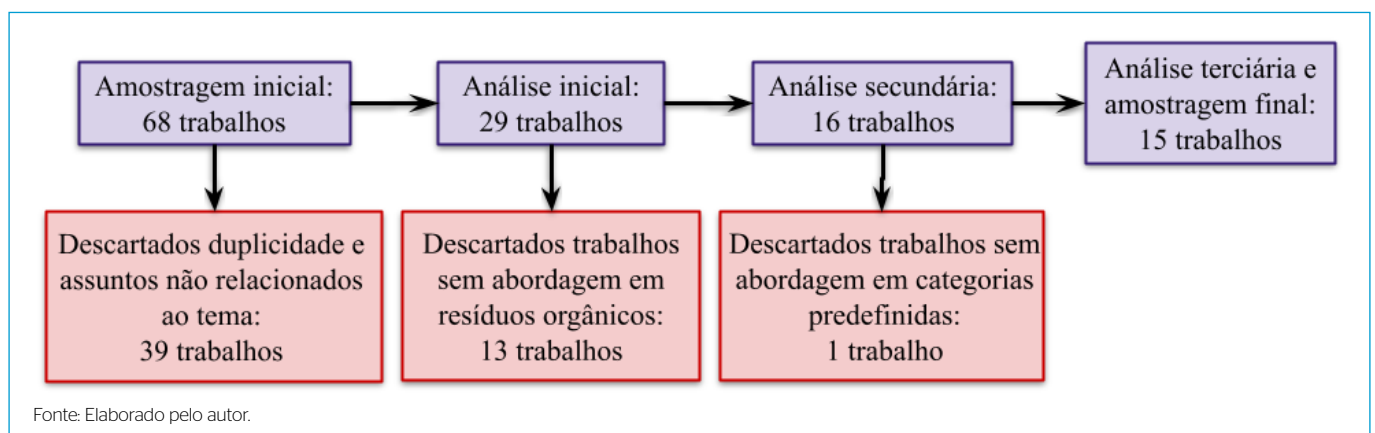 Amostragem inicial:
68 trabalhos
Análise inicial:
29 trabalhos
Análise secundária:
16 trabalhos
Análise terciária e
amostragem final:
15 trabalhos
Descartados duplicidade e
assuntos não relacionados
ao tema:
39 trabalhos
Descartados trabalhos
sem abordagem em
resíduos orgânicos:
13 trabalhos
Descartados trabalhos sem
abordagem em categorias
predefinidas:
1 trabalho
Fonte: Elaborado pelo autor.